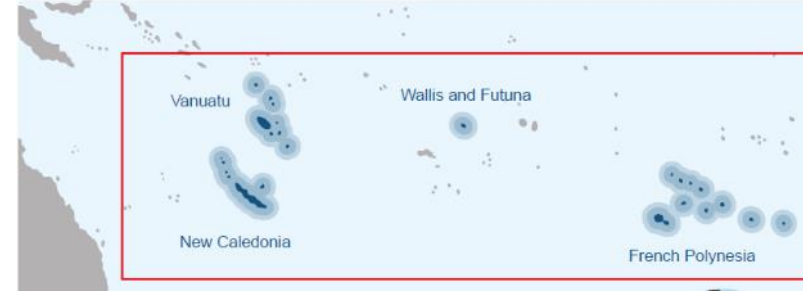 Wallis and Futuna
Vanuatu
New Caledonia
French Polynesia